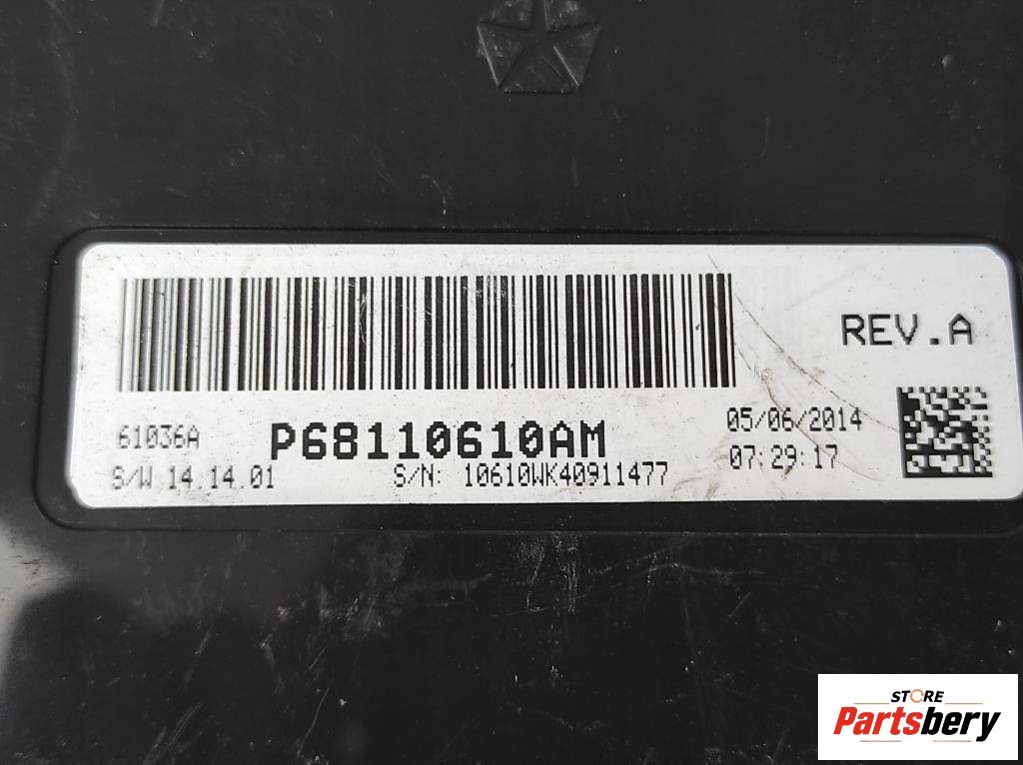 REV.A
61036A P68110610AM 05/06/2014
S/W 14.14.01 S/N: 10610WK40911477 07:29:17
STORE
Partsbery